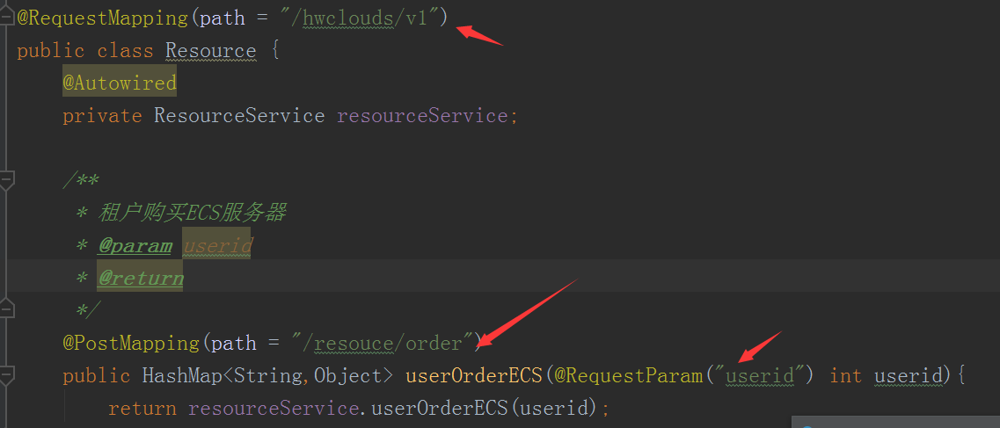 @RequestMapping(path = "/hwclouds/v1")
public class Resource {
@Autowired
private ResourceService resourceService;
/**
* 租户购买ECS服务器
* @param userid
* @return
*/
@PostMapping(path = "/resouce/order")
public HashMap<String,Object> userOrderECS(@RequestParam("userid") int userid){
return resourceService.userOrderECS(userid);